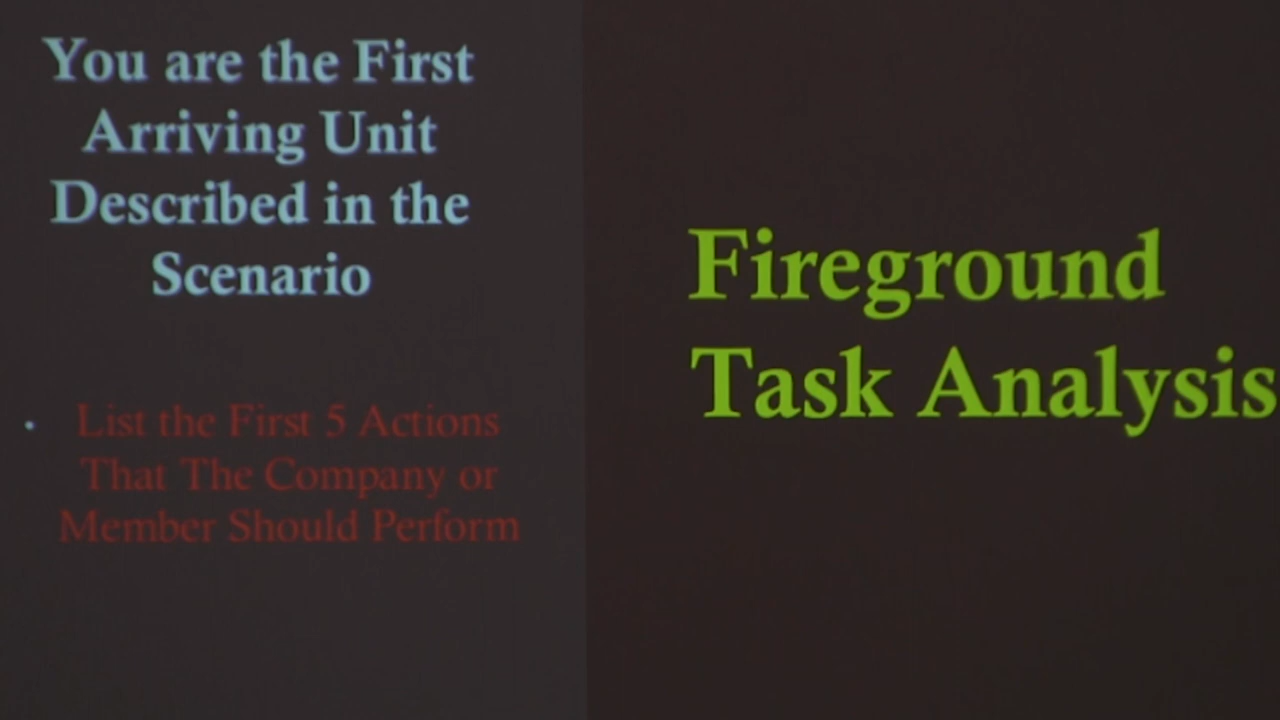 You are the First
Arriving Unit
Described in the
Scenario
• List the First 5 Actions
That The Company or
Member Should Perform
Fireground
Task Analysis